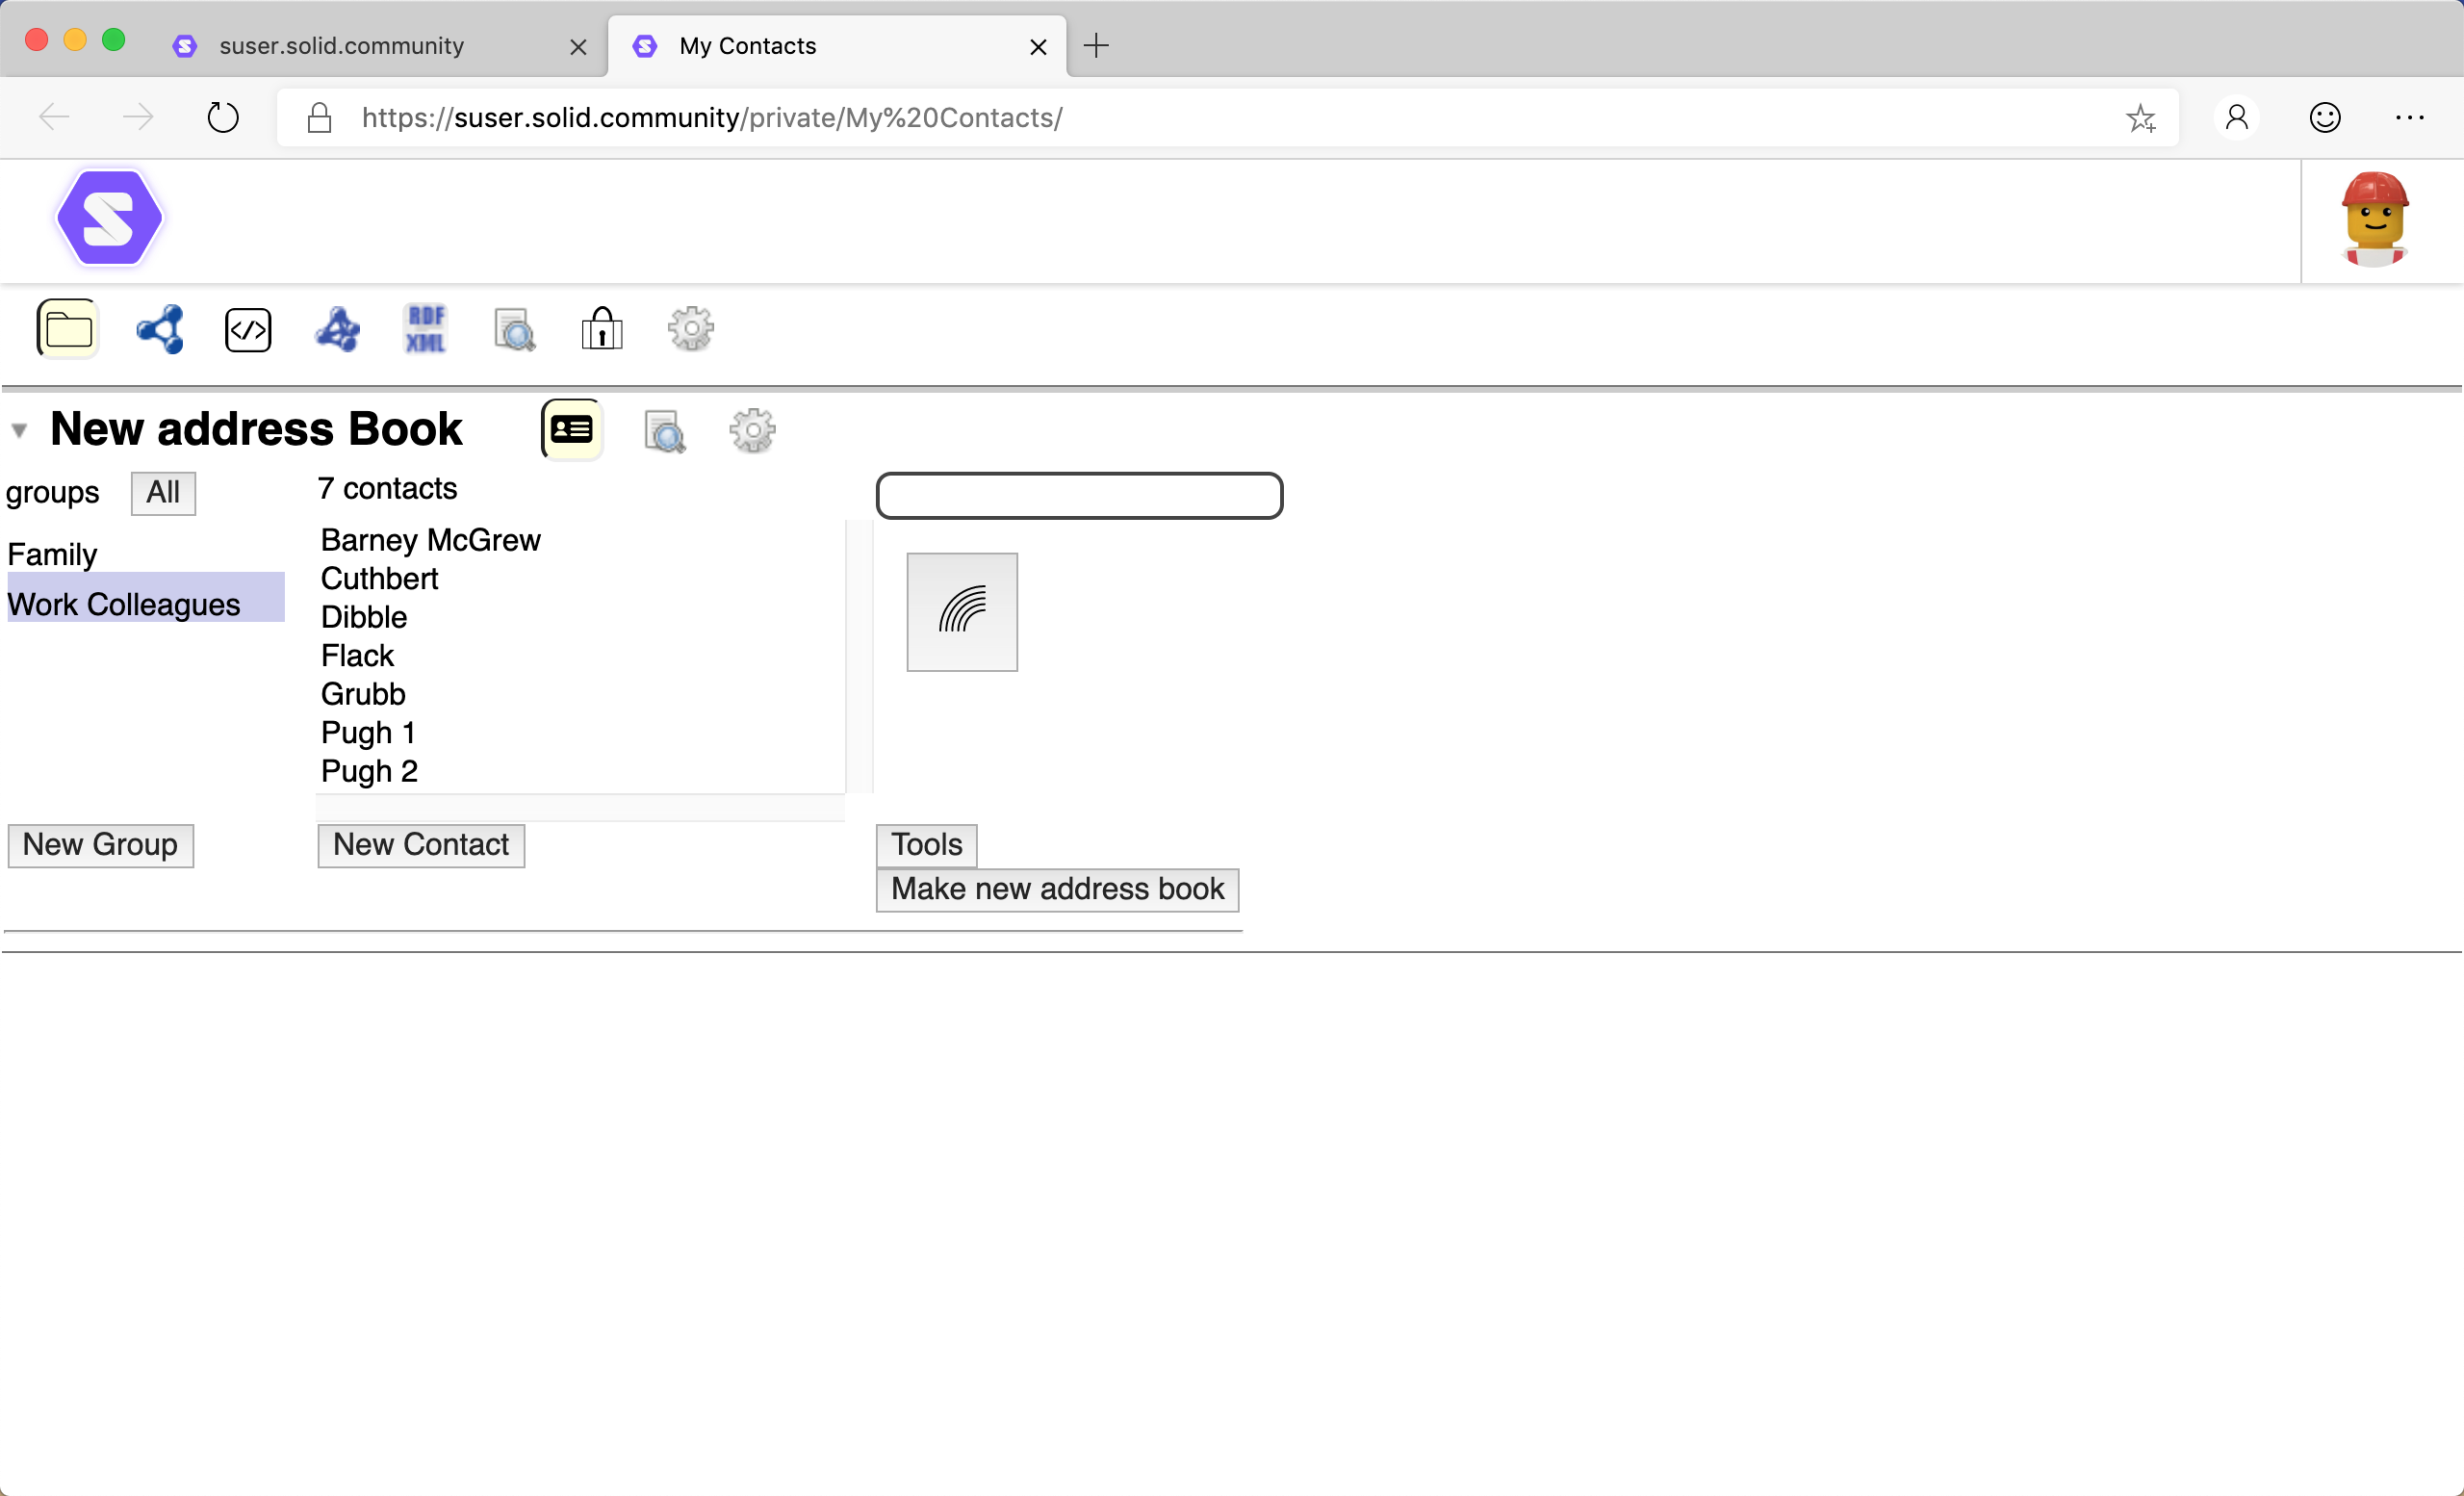 suser.solid.community
My Contacts
https://suser.solid.community/private/My%20Contacts/
RDF
XML
New address Book
groups
All
7 contacts
Family
Work Colleagues
Barney McGrew
Cuthbert
Dibble
Flack
Grubb
Pugh 1
Pugh 2
New Group
New Contact
Tools
Make new address book